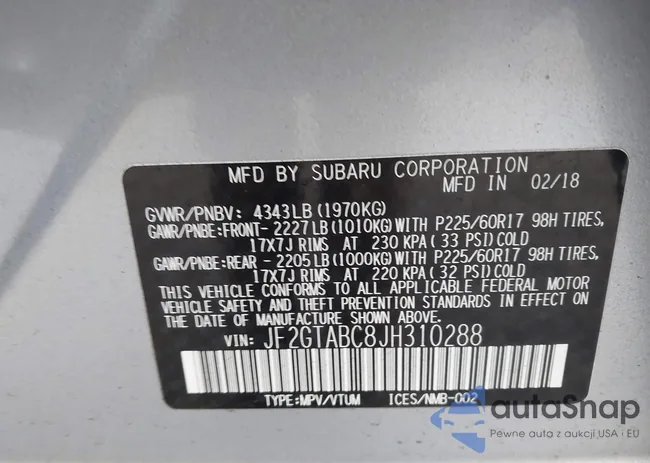 MFD BY SUBARU CORPORATION
MFD IN 02/18
GVWR/PNBV: 4343LB (1970KG)
GAWR/PNBE:FRONT- 2227LB (1010KG) WITH P225/60R17 98H TIRES,
17X7J RIMS AT 230 KPA ( 33 PSI) COLD
GAWR/PNBE:REAR - 2205LB (1000KG) WITH P225/60R17 98H TIRES,
17X7J RIMS AT 220 KPA ( 32 PSI) COLD
THIS VEHICLE CONFORMS TO ALL APPLICABLE FEDERAL MOTOR
VEHICLE SAFETY AND THEFT PREVENTION STANDARDS IN EFFECT ON
THE DATE OF MANUFACTURE SHOWN ABOVE.
VIN: JF2GTABC8JH310288
TYPE:MPV/VTUM ICES/NMB-002
autoSnap
Pewne auta z aukcji USA i EU